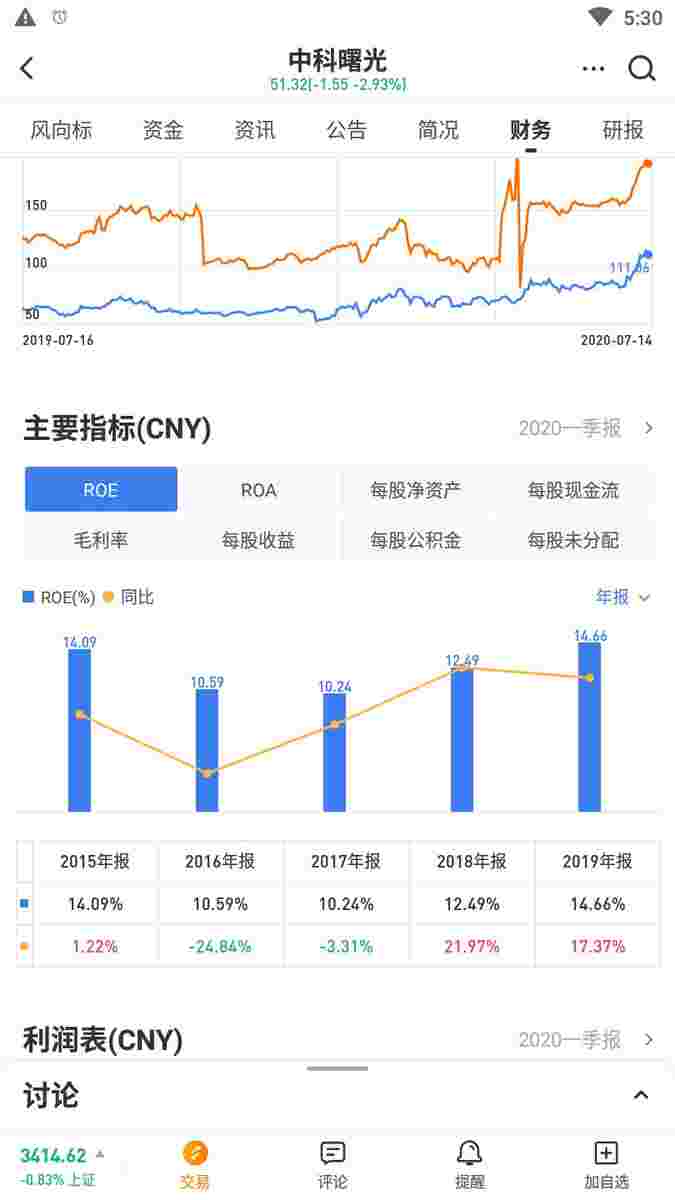 5:30
中科曙光
51.32(-1.55 -2.93%)
风向标 资金 资讯 公告 简况 财务 研报
150
100
111.06
50
2019-07-16 2020-07-14
主要指标(CNY) 2020一季报
ROE ROA 每股净资产 每股现金流
毛利率 每股收益 每股公积金 每股未分配
ROE(%) 同比 年报
14.09 10.59 10.24 12.49 14.66
2015年报 2016年报 2017年报 2018年报 2019年报
14.09% 10.59% 10.24% 12.49% 14.66%
1.22% -24.84% -3.31% 21.97% 17.37%
利润表(CNY) 2020一季报
讨论
3414.62
-0.83% 上证
交易 评论 提醒 加自选